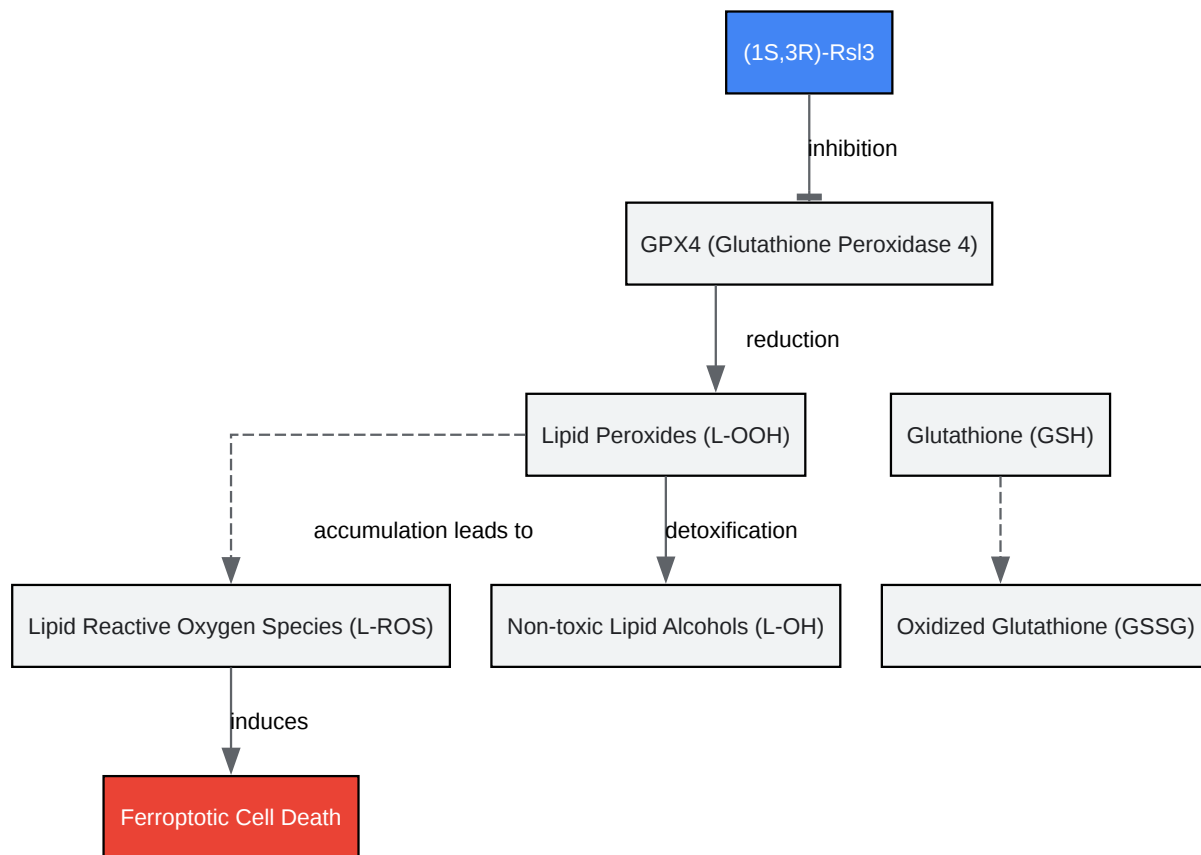 (1S,3R)-Rsl3
inhibition
GPX4 (Glutathione Peroxidase 4)
reduction
Lipid Peroxides (L-OOH)
Glutathione (GSH)
accumulation leads to
detoxification
Lipid Reactive Oxygen Species (L-ROS)
Non-toxic Lipid Alcohols (L-OH)
Oxidized Glutathione (GSSG)
induces
Ferroptotic Cell Death